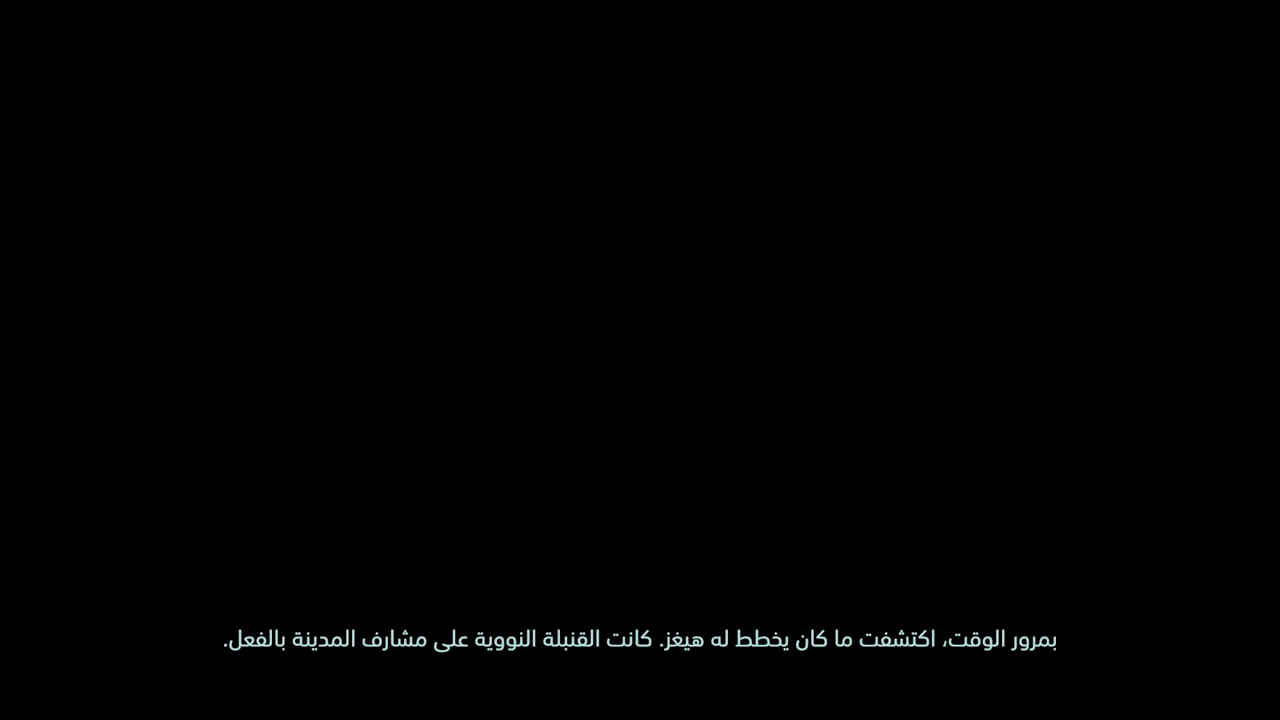 بمرور الوقت، اكتشفت ما كان يخطط له هيغز. كانت القنبلة النووية على مشارف المدينة بالفعل.